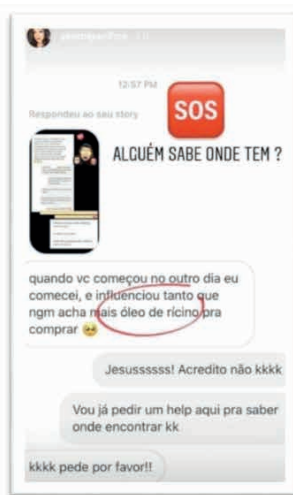 12:57 PM
Respondeu ao seu story
SOS
ALGUÉM SABE ONDE TEM ?
quando vc começou no outro dia eu
comecei, e influenciou tanto que
ngm acha mais óleo de rícino pra
comprar 🥺
Jesussssss! Acredito não kkkk
Vou já pedir um help aqui pra saber
onde encontrar kk
kkkk pede por favor!!